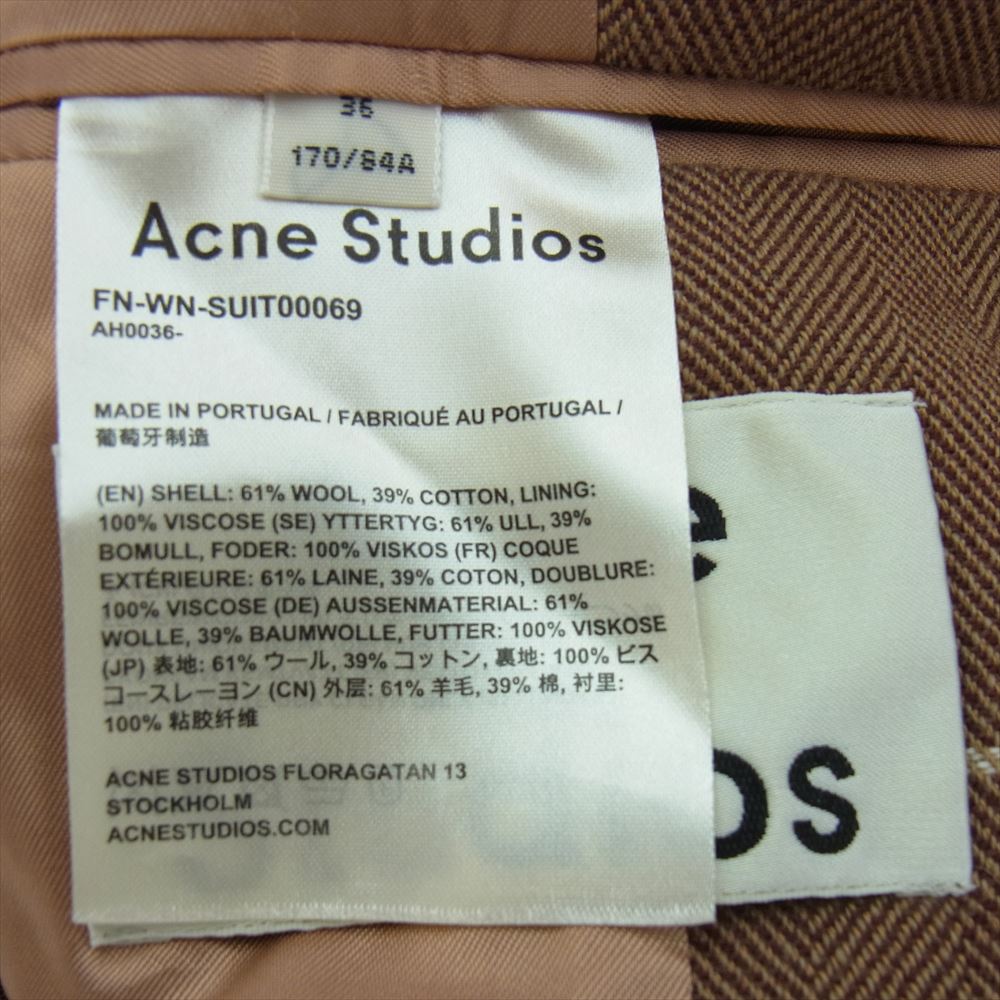 36
170/84A
Acne Studios
FN-WN-SUIT00069
AH0036-
MADE IN PORTUGAL / FABRIQUÉ AU PORTUGAL /
葡萄牙制造
(EN) SHELL: 61% WOOL, 39% COTTON, LINING:
100% VISCOSE (SE) YTTERTYG: 61% ULL, 39%
BOMULL, FODER: 100% VISKOS (FR) COQUE
EXTÉRIEURE: 61% LAINE, 39% COTON, DOUBLURE:
100% VISCOSE (DE) AUSSENMATERIAL: 61%
WOLLE, 39% BAUMWOLLE, FUTTER: 100% VISKOSE
(JP) 表地: 61% ウール, 39% コットン, 裏地: 100% ビス
コースレーヨン (CN) 外层: 61% 羊毛, 39% 棉, 衬里:
100% 粘胶纤维
ACNE STUDIOS FLORAGATAN 13
STOCKHOLM
ACNESTUDIOS.COM
e
os